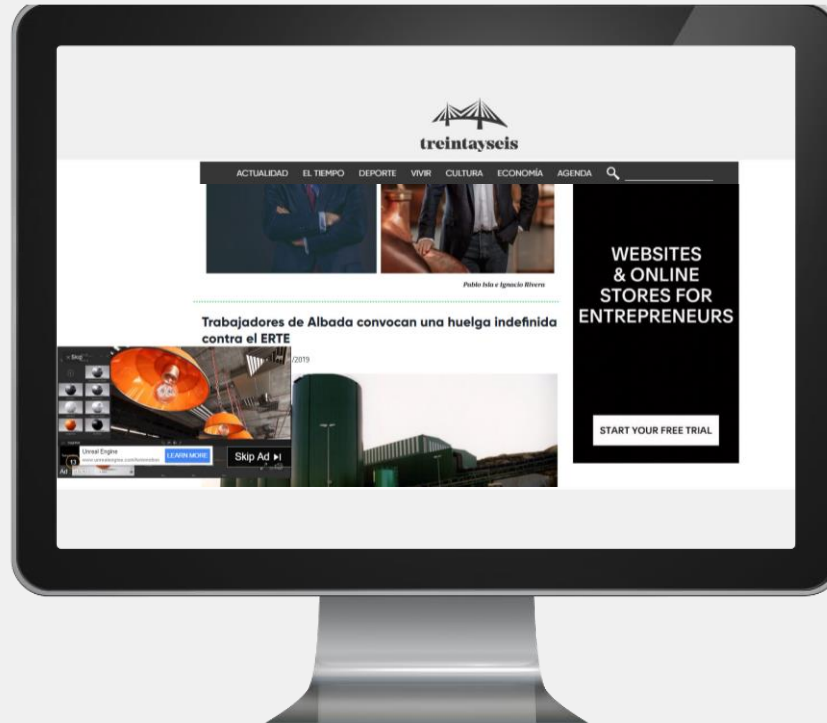 treintayseis
ACTUALIDAD EL TIEMPO DEPORTE VIVIR CULTURA ECONOMÍA AGENDA
Pablo Isla e Ignacio Rivera
Trabajadores de Albada convocan una huelga indefinida
contra el ERTE
/2019
Unreal Engine
LEARN MORE
Skip Ad
13
Ad
WEBSITES
& ONLINE
STORES FOR
ENTREPRENEURS
START YOUR FREE TRIAL